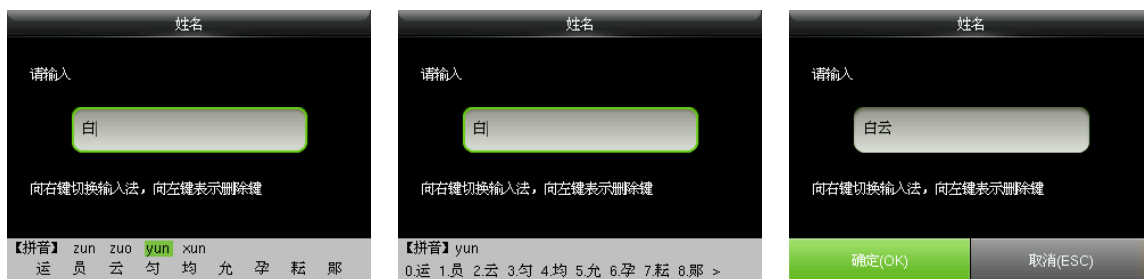 姓名
请输入
白
向右键切换输入法，向左键表示删除键
【拼音】 zun zuo yun xun
运 员 云 匀 均 允 孕 耘 郧
姓名
请输入
白
向右键切换输入法，向左键表示删除键
【拼音】yun
0.运 1.员 2.云 3.匀 4.均 5.允 6.孕 7.耘 8.郧 >
姓名
请输入
白云
向右键切换输入法，向左键表示删除键
确定(OK) 取消(ESC)